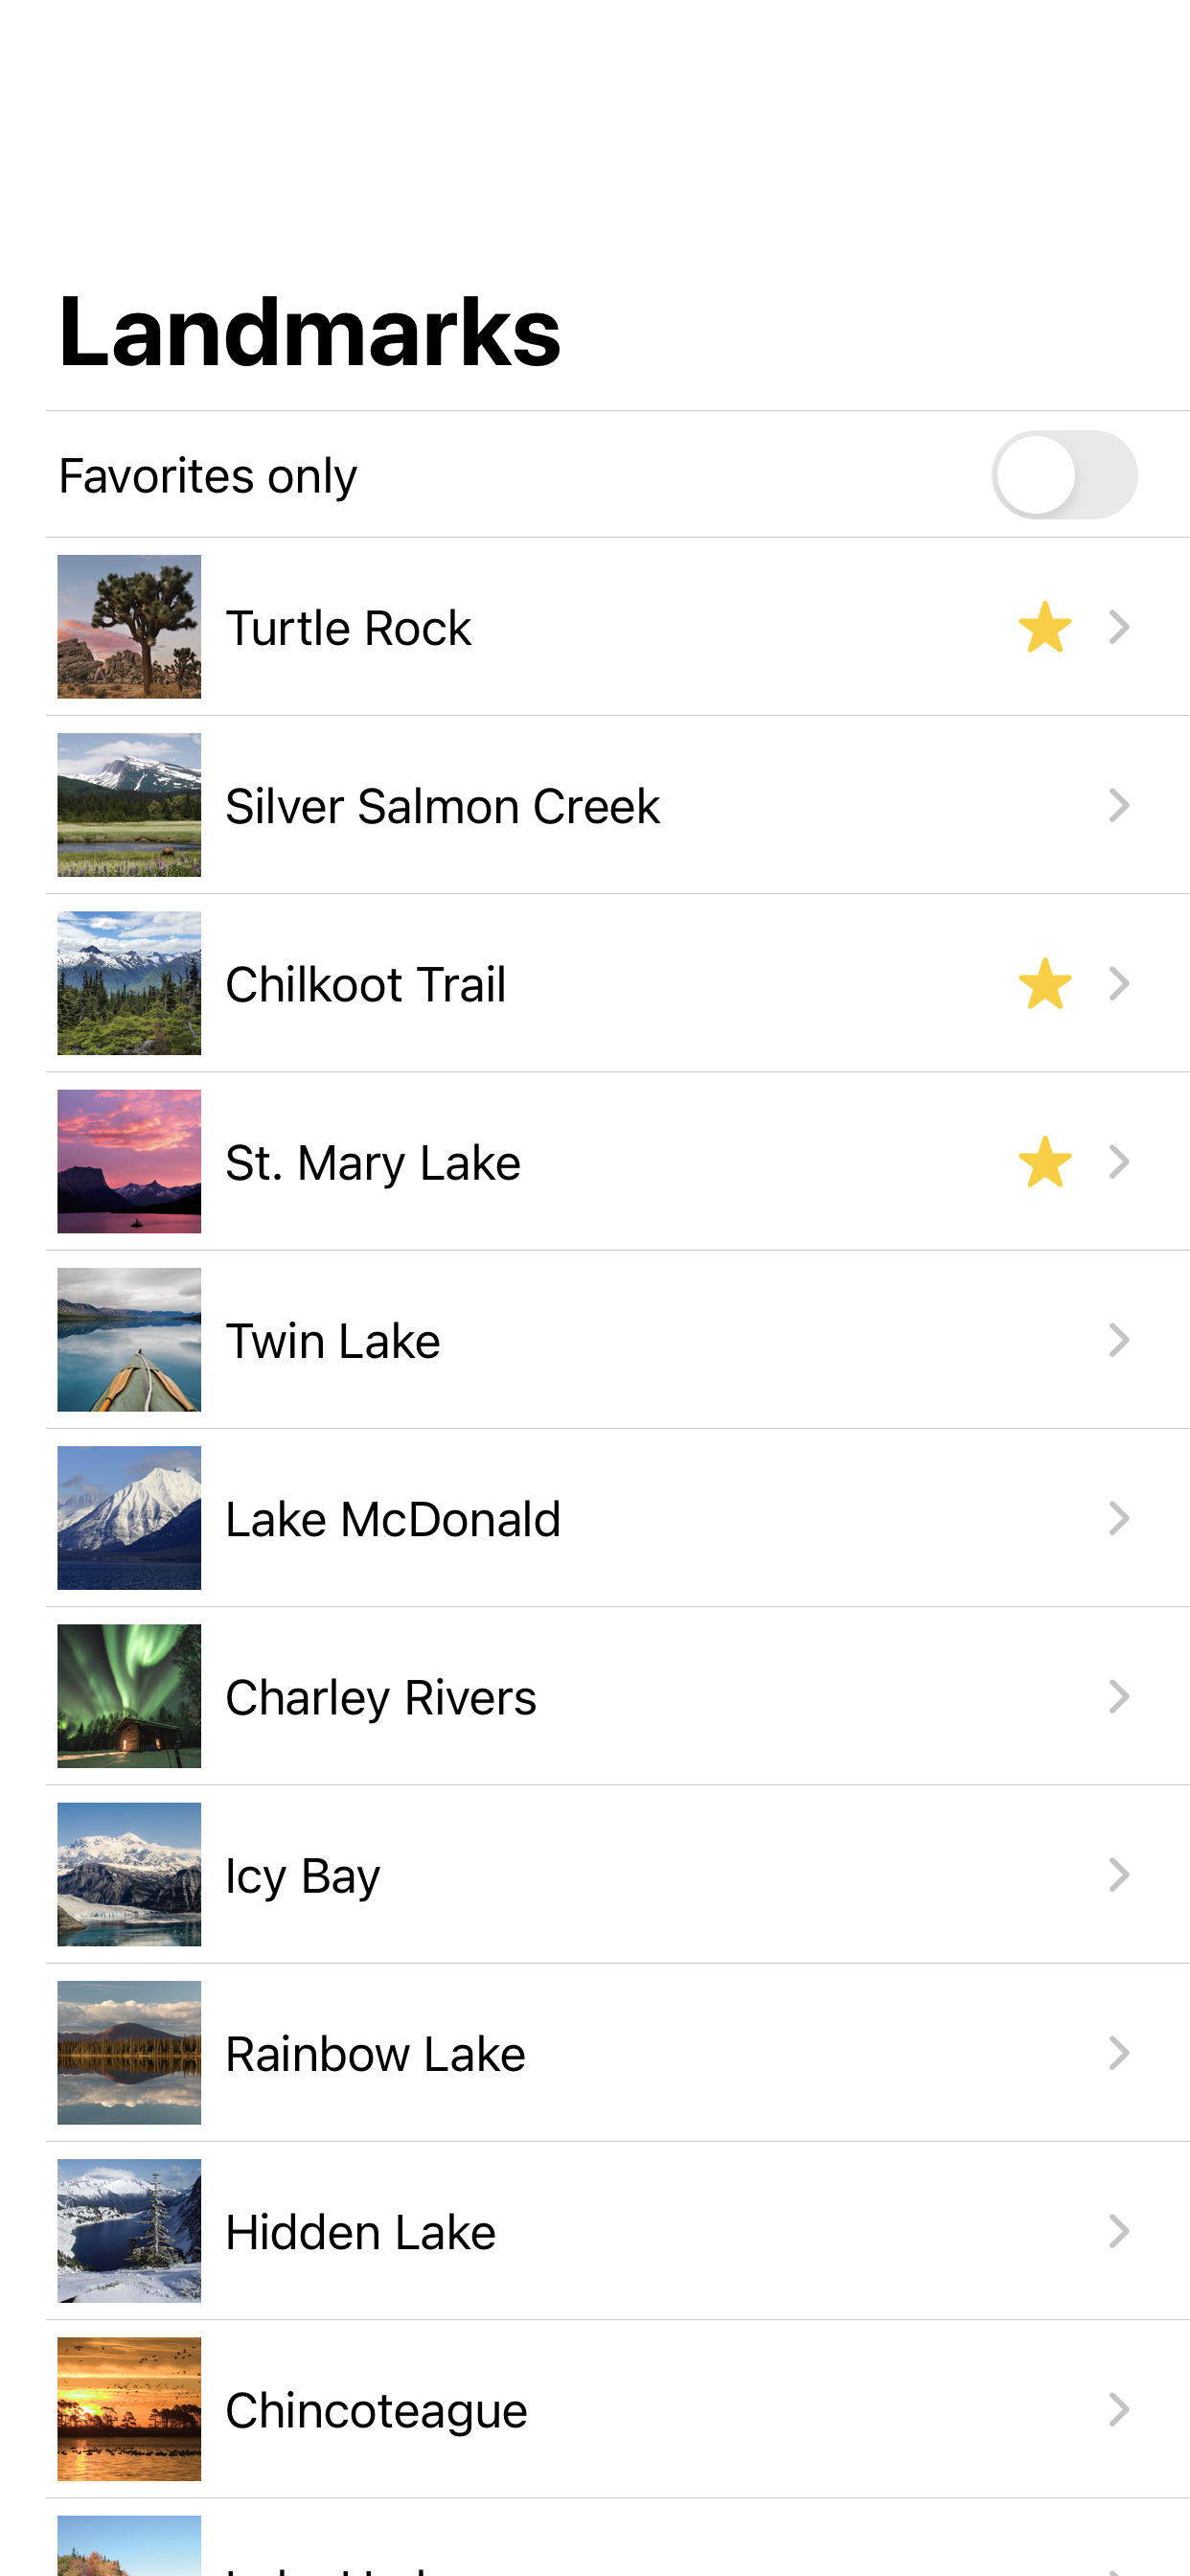 Landmarks
Favorites only
Turtle Rock
Silver Salmon Creek
Chilkoot Trail
St. Mary Lake
Twin Lake
Lake McDonald
Charley Rivers
Icy Bay
Rainbow Lake
Hidden Lake
Chincoteague